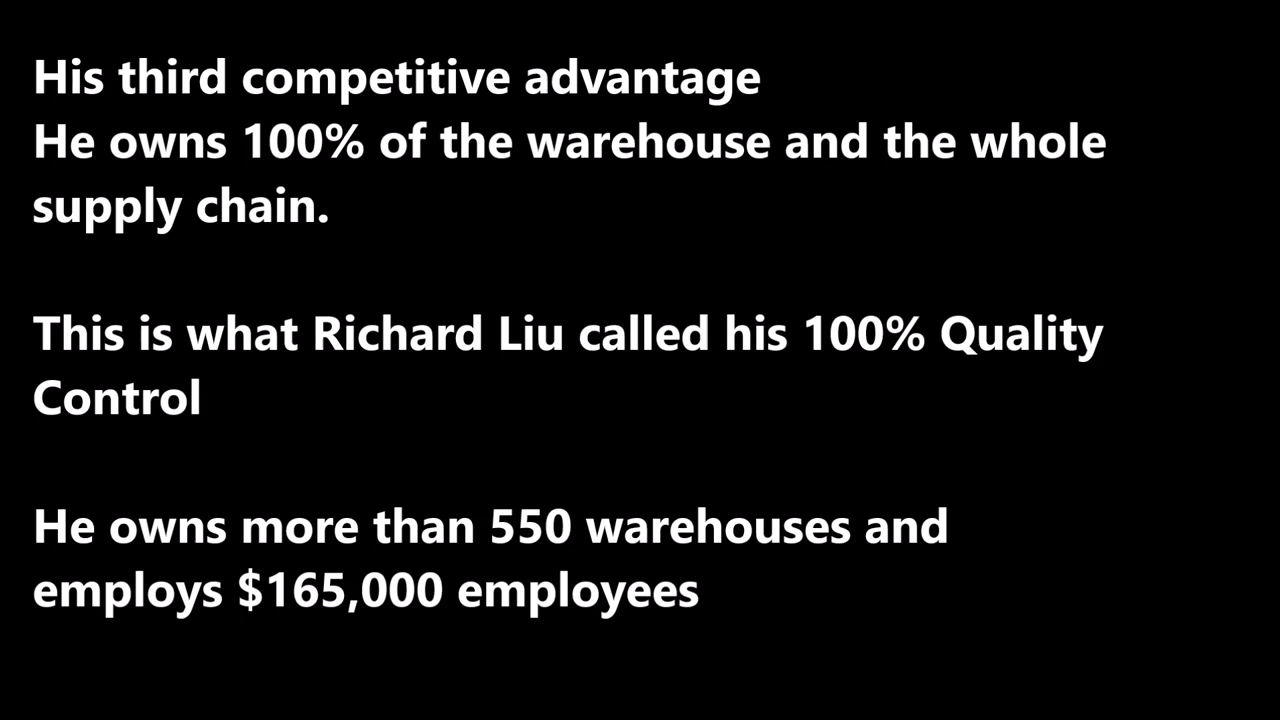 His third competitive advantage
He owns 100% of the warehouse and the whole
supply chain.
This is what Richard Liu called his 100% Quality
Control
He owns more than 550 warehouses and
employs $165,000 employees